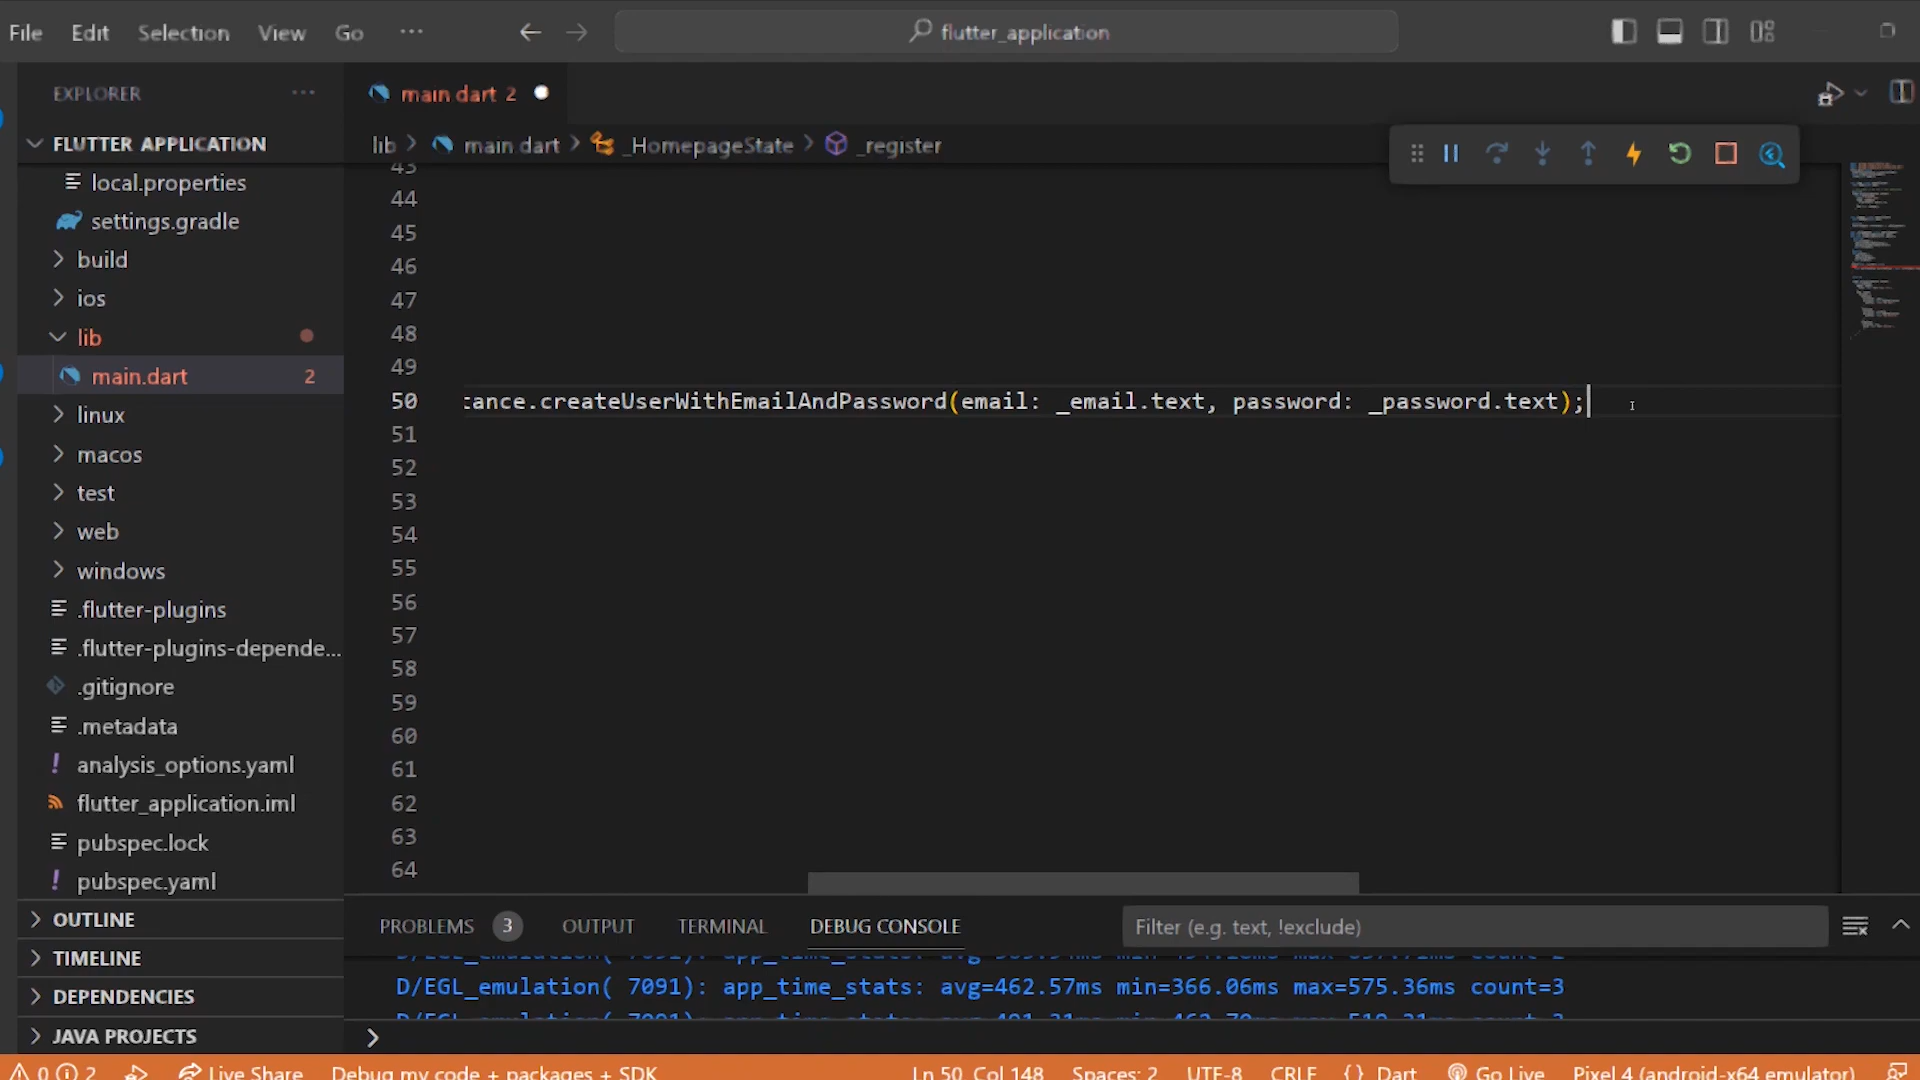 File Edit Selection View Go ··· flutter_application
EXPLORER ···
main dart 2
FLUTTER APPLICATION
lib > main dart > _HomepageState > _register
local.properties
settings.gradle
build
ios
lib
main.dart 2
linux
macos
test
web
windows
.flutter-plugins
.flutter-plugins-depende...
.gitignore
.metadata
analysis_options.yaml
flutter_application.iml
pubspec.lock
pubspec.yaml
OUTLINE
TIMELINE
DEPENDENCIES
JAVA PROJECTS
43
44
45
46
47
48
49
50 tance.createUserWithEmailAndPassword(email: _email.text, password: _password.text);
51
52
53
54
55
56
57
58
59
60
61
62
63
64
PROBLEMS 3 OUTPUT TERMINAL DEBUG CONSOLE Filter (e.g. text, !exclude)
D/EGL_emulation( 7091): app_time_stats: avg=462.57ms min=366.06ms max=575.36ms count=3
>
0 2 Live Share Debug my code + packages + SDK Ln 50, Col 148 Spaces: 2 UTF-8 CRLF {} Dart Go Live Pixel 4 (android-x64 emulator)